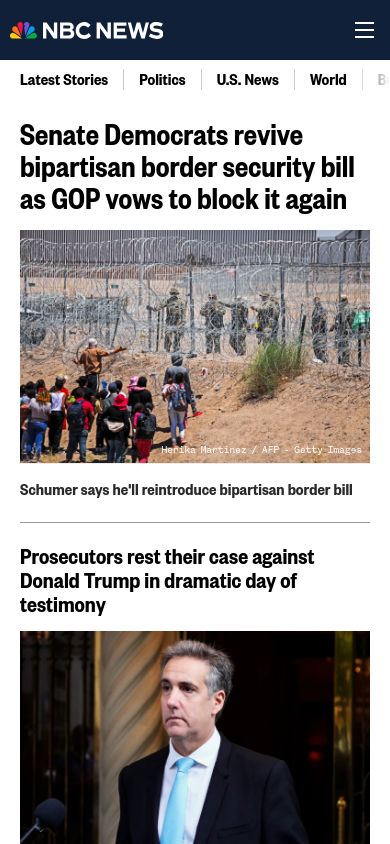 NBC NEWS
Latest Stories
Politics
U.S. News
World
Senate Democrats revive
bipartisan border security bill
as GOP vows to block it again
Herika Martinez / AFP - Getty Images
Schumer says he'll reintroduce bipartisan border bill
Prosecutors rest their case against
Donald Trump in dramatic day of
testimony